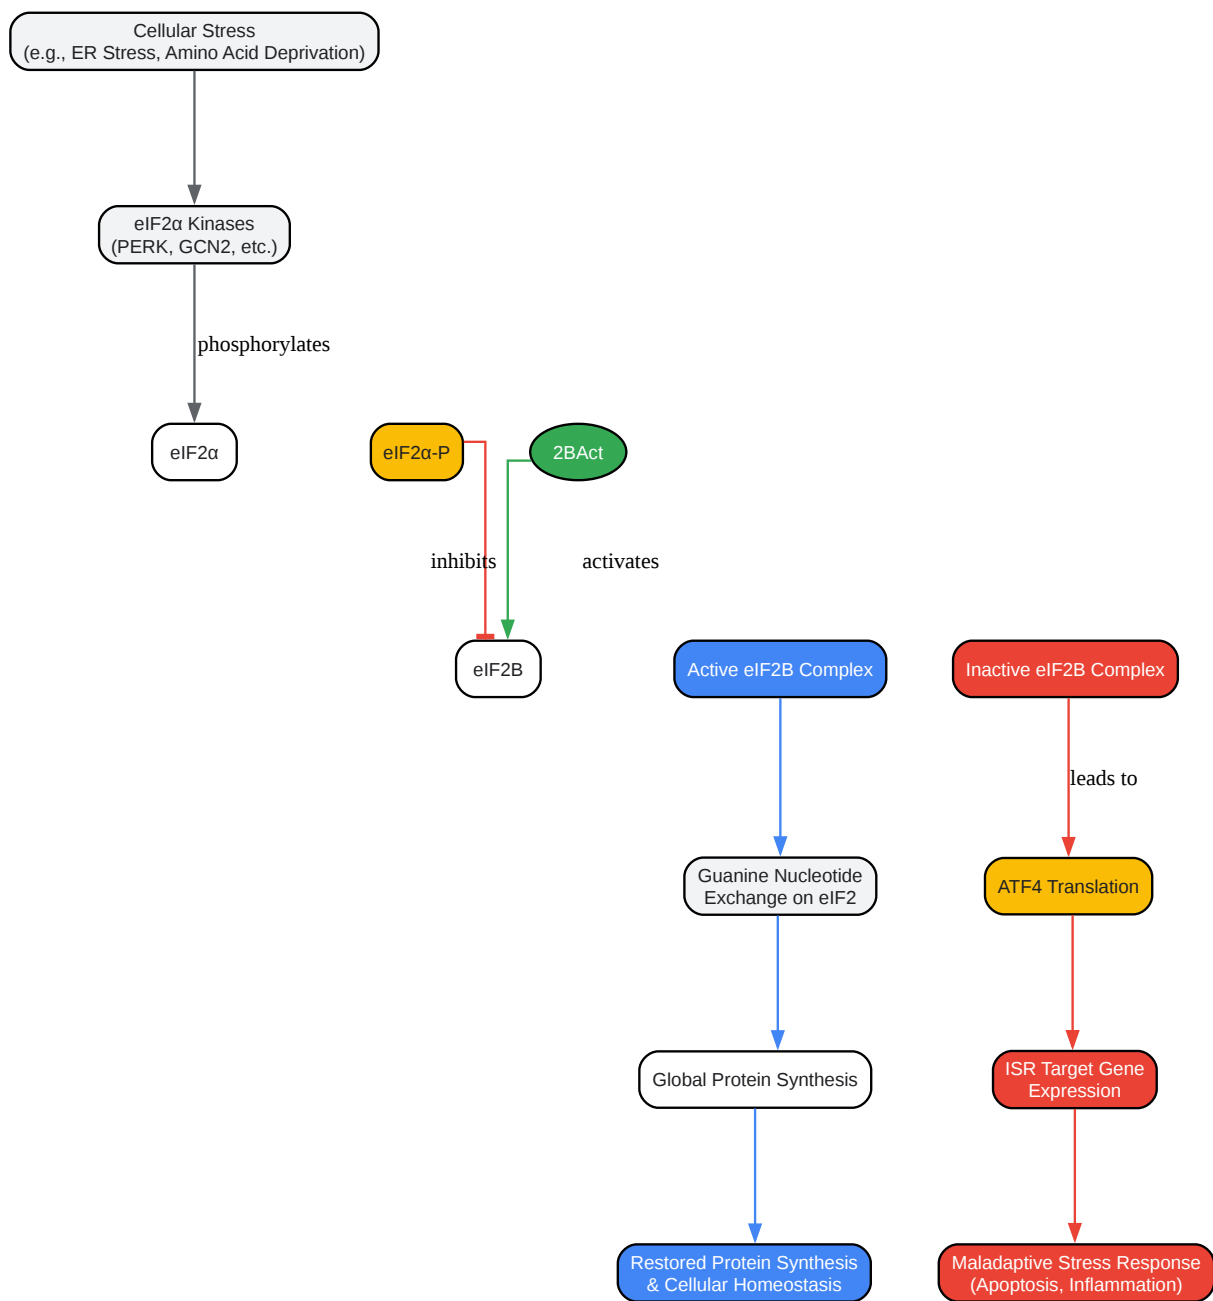 Cellular Stress
(e.g., ER Stress, Amino Acid Deprivation)
eIF2α Kinases
(PERK, GCN2, etc.)
phosphorylates
eIF2α
eIF2α-P
2BAct
inhibits
activates
eIF2B
Active eIF2B Complex
Inactive eIF2B Complex
leads to
Guanine Nucleotide
Exchange on eIF2
ATF4 Translation
Global Protein Synthesis
ISR Target Gene
Expression
Restored Protein Synthesis
& Cellular Homeostasis
Maladaptive Stress Response
(Apoptosis, Inflammation)